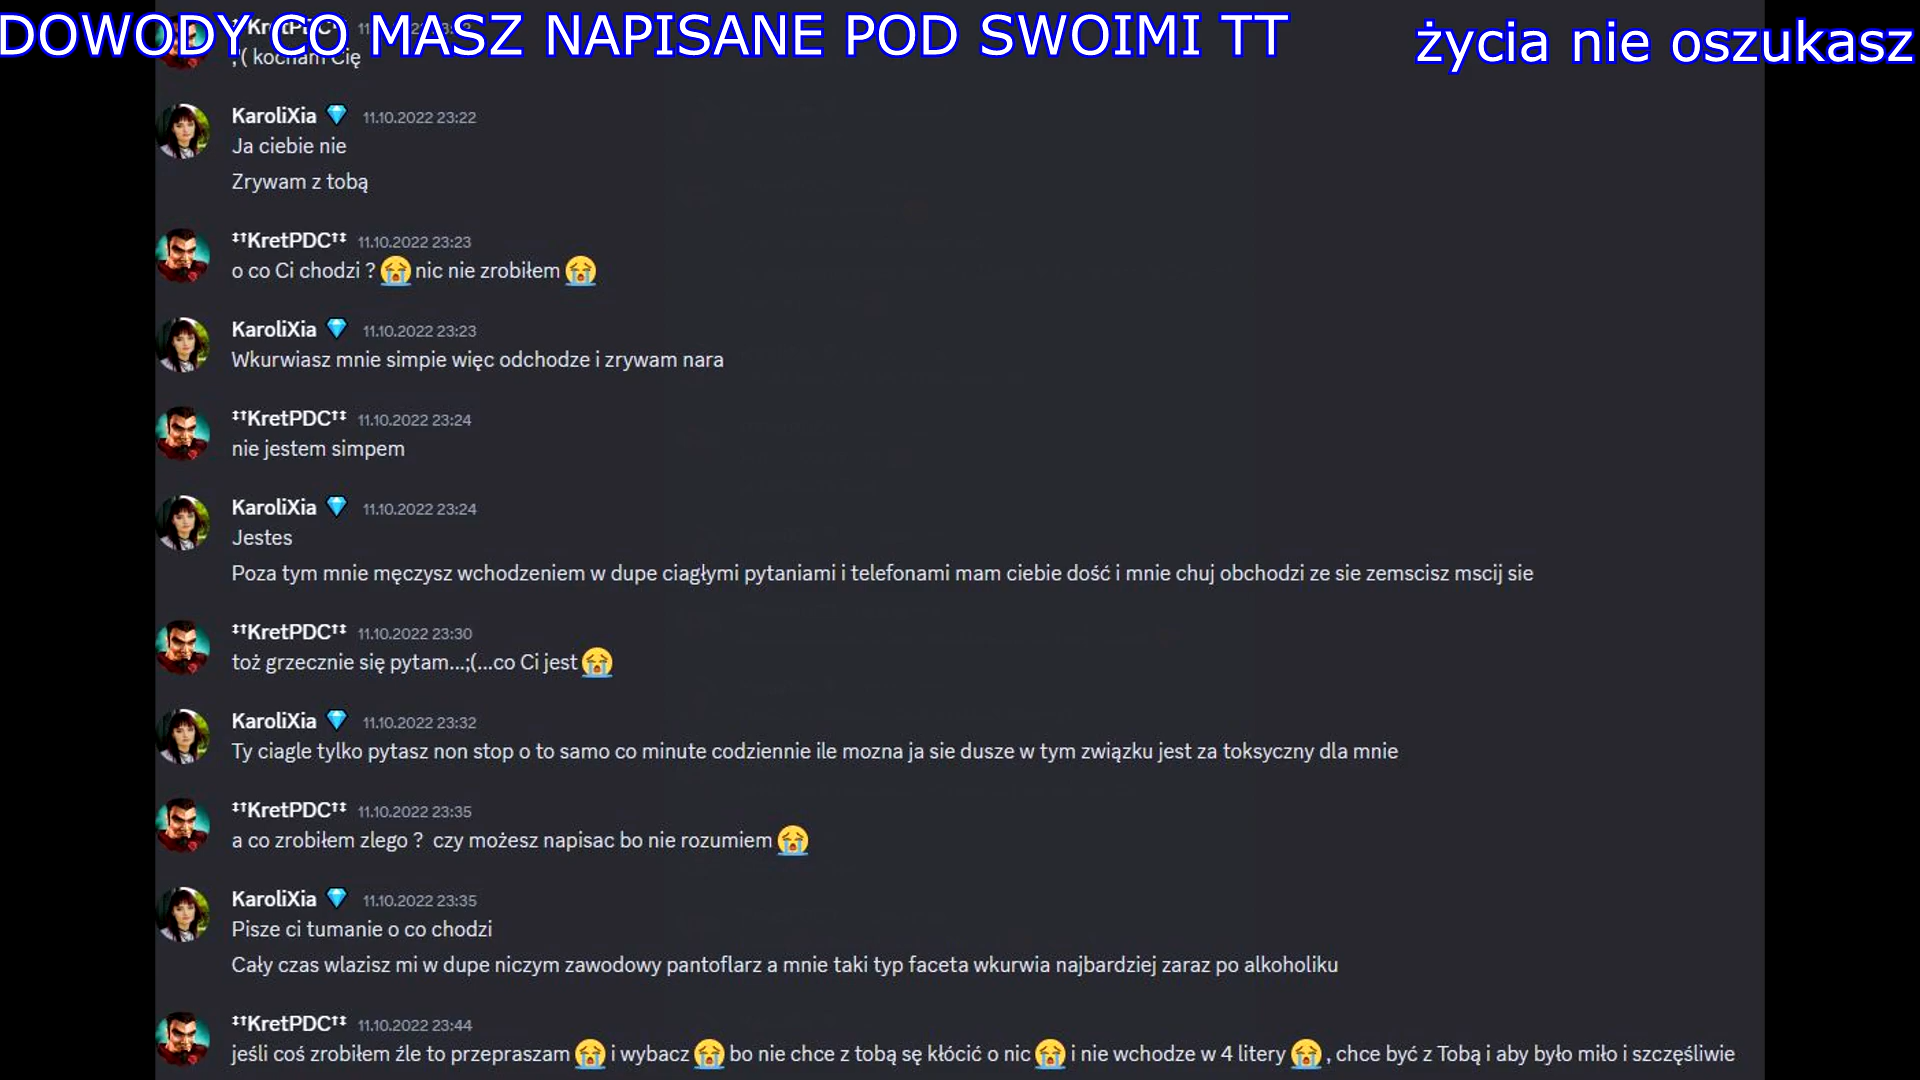 DOWODY CO MASZ NAPISANE POD SWOIMI TT
życia nie oszukasz
;( kocham Cię
KaroliXia 💎 11.10.2022 23:22
Ja ciebie nie
Zrywam z tobą
‡†KretPDC†‡ 11.10.2022 23:23
o co Ci chodzi ? 😭 nic nie zrobiłem 😭
KaroliXia 💎 11.10.2022 23:23
Wkurwiasz mnie simpie więc odchodze i zrywam nara
‡†KretPDC†‡ 11.10.2022 23:24
nie jestem simpem
KaroliXia 💎 11.10.2022 23:24
Jestes
Poza tym mnie męczysz wchodzeniem w dupe ciagłymi pytaniami i telefonami mam ciebie dość i mnie chuj obchodzi ze sie zemscisz mscij sie
‡†KretPDC†‡ 11.10.2022 23:30
toż grzecznie się pytam...;(...co Ci jest 😭
KaroliXia 💎 11.10.2022 23:32
Ty ciagle tylko pytasz non stop o to samo co minute codziennie ile mozna ja sie dusze w tym związku jest za toksyczny dla mnie
‡†KretPDC†‡ 11.10.2022 23:35
a co zrobiłem zlego ? czy możesz napisac bo nie rozumiem 😭
KaroliXia 💎 11.10.2022 23:35
Pisze ci tumanie o co chodzi
Cały czas wlazisz mi w dupe niczym zawodowy pantoflarz a mnie taki typ faceta wkurwia najbardziej zaraz po alkoholiku
‡†KretPDC†‡ 11.10.2022 23:44
jeśli coś zrobiłem źle to przepraszam 😭 i wybacz 😭 bo nie chce z tobą sę kłócić o nic 😭 i nie wchodze w 4 litery 😭 , chce być z Tobą i aby było miło i szczęśliwie